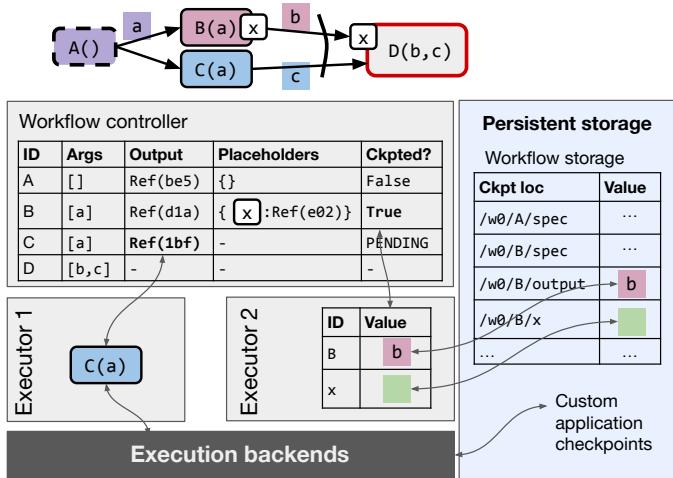 a
b
A()
B(a)
x
x
D(b,c)
C(a)
c
Workflow controller
ID Args Output Placeholders Ckpted?
A [] Ref(be5) {} False
B [a] Ref(d1a) { x :Ref(e02)} True
C [a] Ref(1bf) - PENDING
D [b,c] - - -
Persistent storage
Workflow storage
Ckpt loc Value
/w0/A/spec ...
/w0/B/spec ...
/w0/B/output b
/w0/B/x
... ...
Executor 1
C(a)
Executor 2
ID Value
B b
x
Execution backends
Custom
application
checkpoints